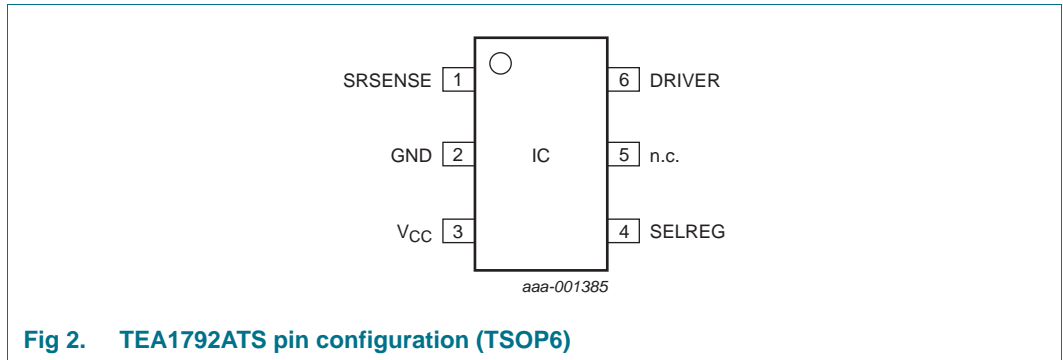 SRSENSE 1 6 DRIVER
GND 2 IC 5 n.c.
VCC 3 4 SELREG
aaa-001385
Fig 2. TEA1792ATS pin configuration (TSOP6)